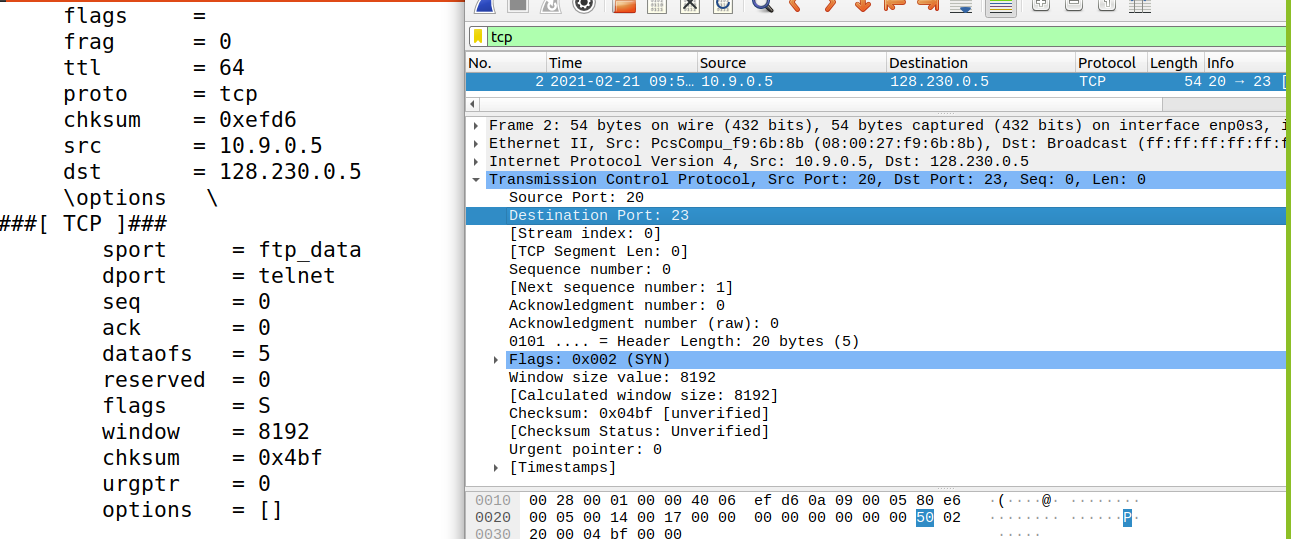 flags =
frag = 0
ttl = 64
proto = tcp
chksum = 0xefd6
src = 10.9.0.5
dst = 128.230.0.5
\options \
###[ TCP ]###
sport = ftp_data
dport = telnet
seq = 0
ack = 0
dataofs = 5
reserved = 0
flags = S
window = 8192
chksum = 0x4bf
urgptr = 0
options = []
tcp
No. Time Source Destination Protocol Length Info
2 2021-02-21 09:5… 10.9.0.5 128.230.0.5 TCP 54 20 → 23 [
Frame 2: 54 bytes on wire (432 bits), 54 bytes captured (432 bits) on interface enp0s3, i
Ethernet II, Src: PcsCompu_f9:6b:8b (08:00:27:f9:6b:8b), Dst: Broadcast (ff:ff:ff:ff:ff:f
Internet Protocol Version 4, Src: 10.9.0.5, Dst: 128.230.0.5
Transmission Control Protocol, Src Port: 20, Dst Port: 23, Seq: 0, Len: 0
Source Port: 20
Destination Port: 23
[Stream index: 0]
[TCP Segment Len: 0]
Sequence number: 0
[Next sequence number: 1]
Acknowledgment number: 0
Acknowledgment number (raw): 0
0101 .... = Header Length: 20 bytes (5)
Flags: 0x002 (SYN)
Window size value: 8192
[Calculated window size: 8192]
Checksum: 0x04bf [unverified]
[Checksum Status: Unverified]
Urgent pointer: 0
[Timestamps]
0010 00 28 00 01 00 00 40 06 ef d6 0a 09 00 05 80 e6 ·(····@· ········
0020 00 05 00 14 00 17 00 00 00 00 00 00 00 00 50 02 ········ ······P·
0030 20 00 04 bf 00 00 ·····